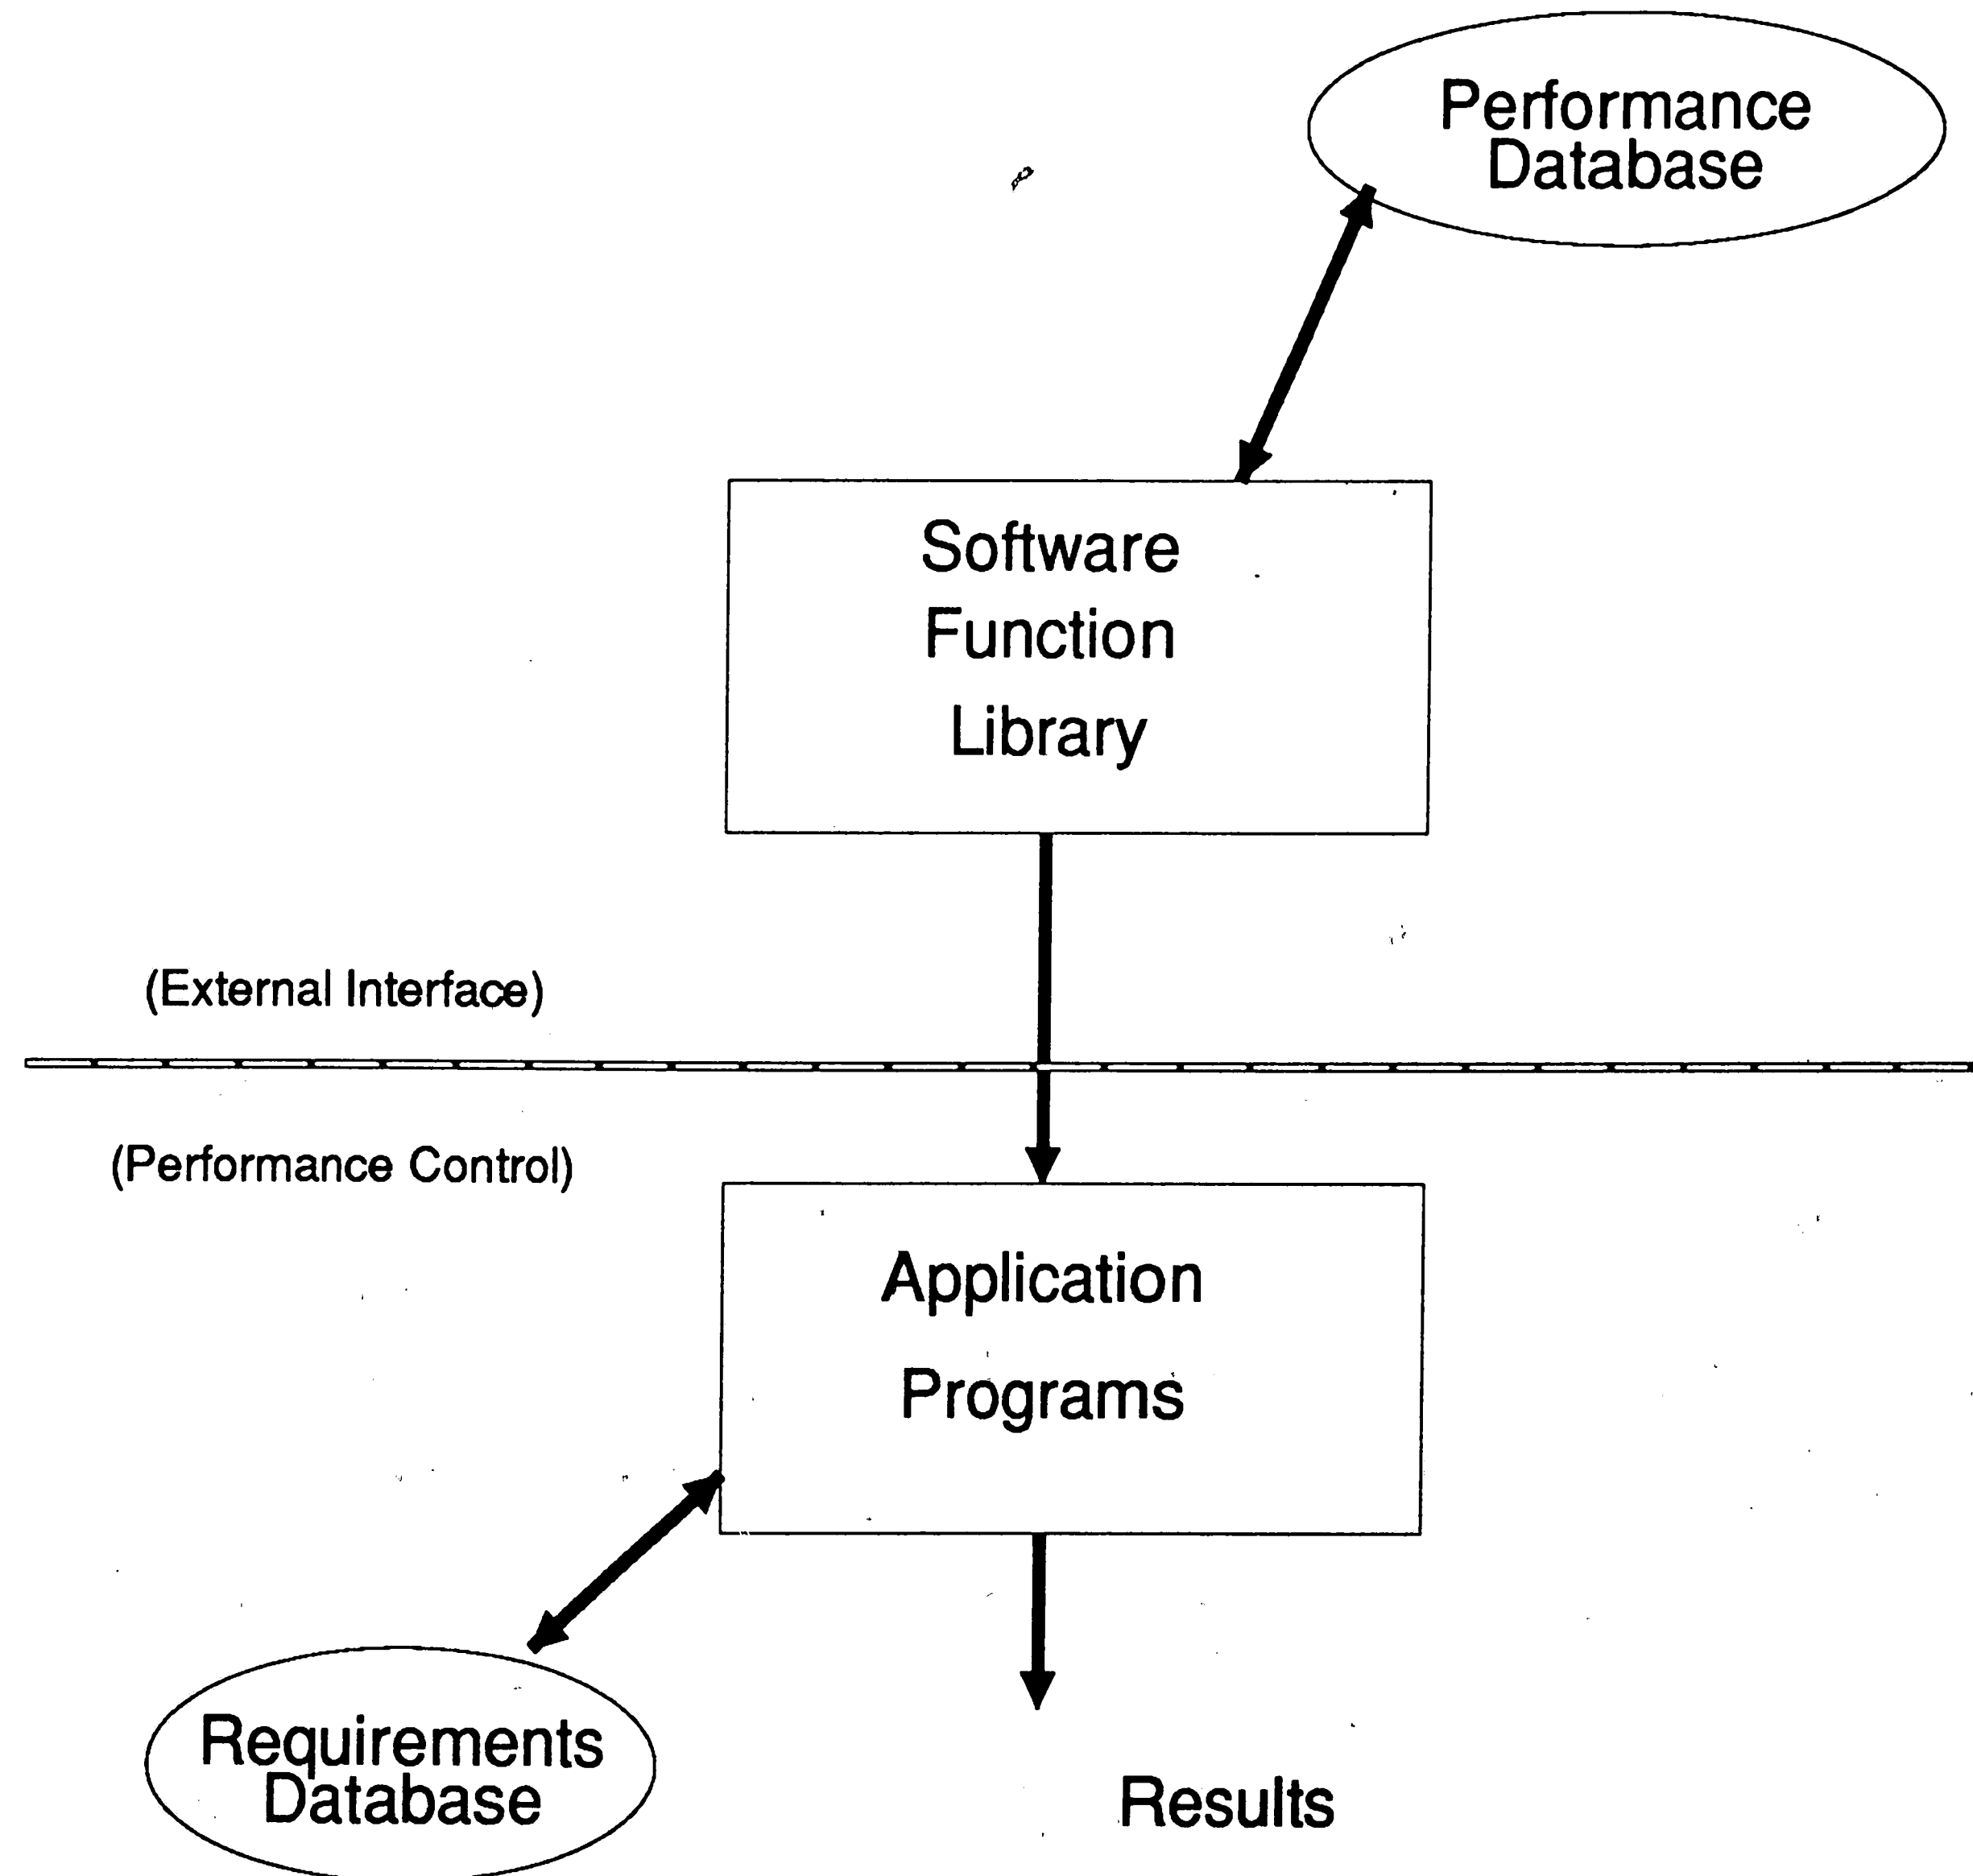 Performance
Database
Software
Function
Library
(External Interface)
(Performance Control)
Application
Programs
Requirements
Database
Results